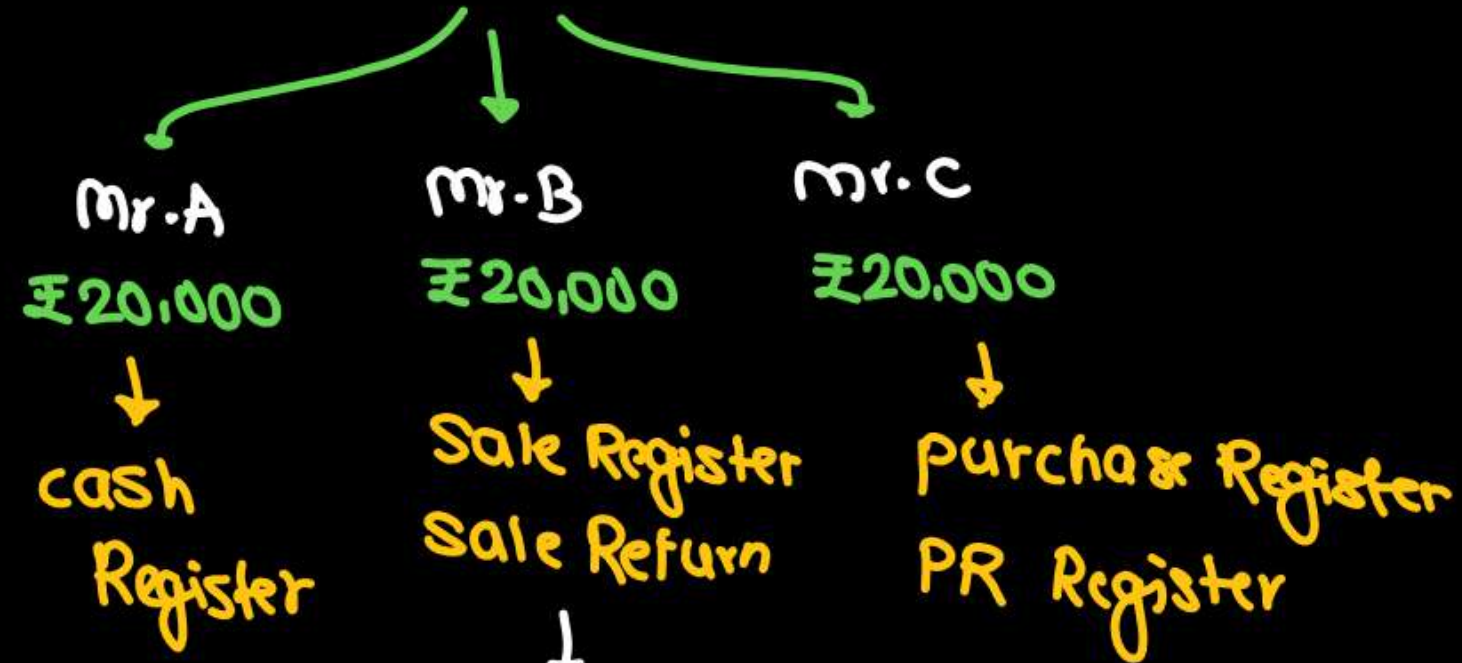 Mr.A Mr.B Mr.C
₹20,000 ₹20,000 ₹20.000
cash Sale Register purchase Register
Register Sale Return PR Register